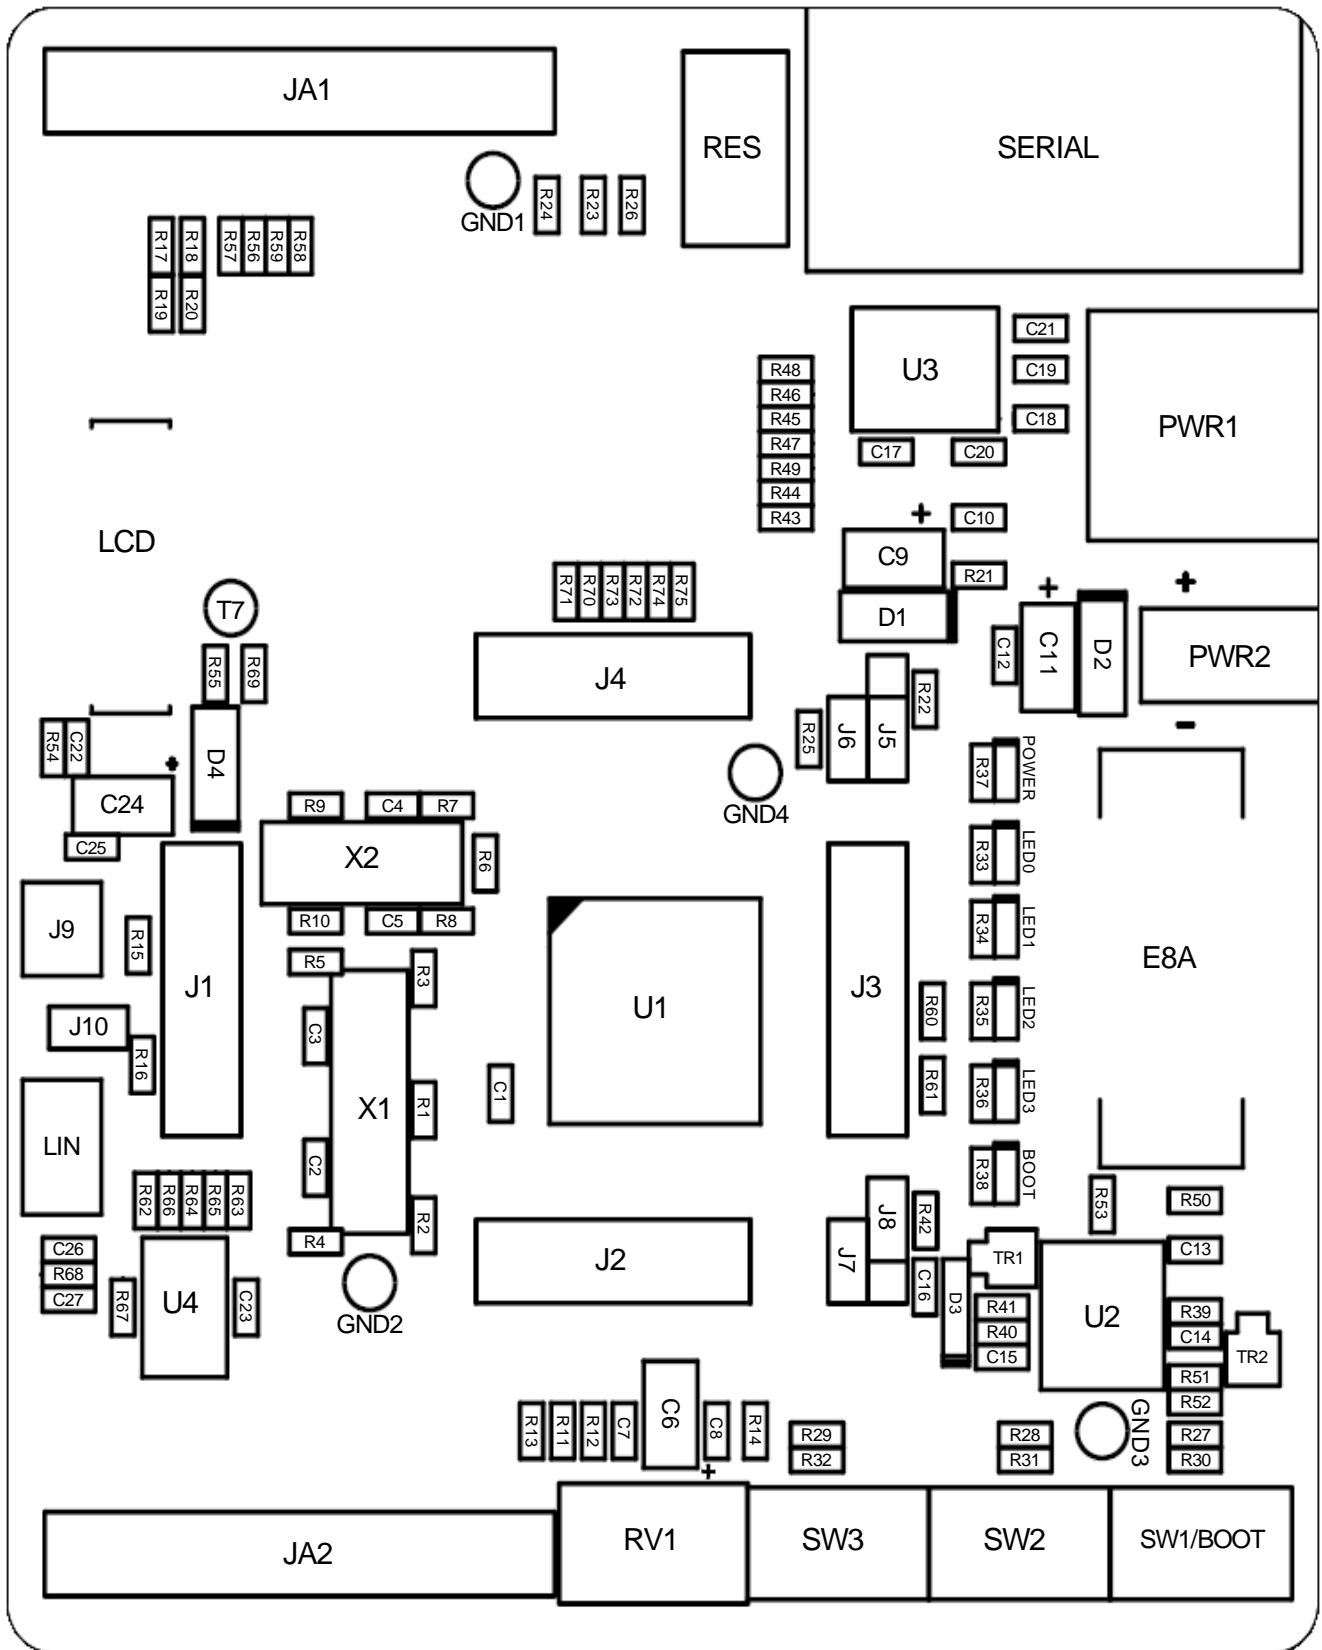 JA1
RES
SERIAL
GND1
R24
R23
R26
R17
R18
R57
R56
R59
R58
R19
R20
U3
C21
C19
C18
C17
C20
PWR1
R48
R46
R45
R47
R49
R44
R43
LCD
+
C10
C9
R21
D1
+
C12
C11
D2
+
PWR2
-
T7
R71
R70
R73
R72
R74
R75
J4
R55
R69
R54
C22
+
D4
C24
C25
R25
J6
J5
R22
GND4
R37
POWER
R33
LED0
R34
LED1
R35
LED2
R36
LED3
R38
BOOT
E8A
R9
C4
R7
X2
R6
R10
C5
R8
J9
R15
J1
J10
R16
LIN
R5
R3
C3
X1
R1
C2
R4
R2
C1
U1
J3
R60
R61
R62
R66
R64
R65
R63
C26
R68
C27
R67
U4
C23
GND2
J2
J8
J7
R42
C16
D3
TR1
R41
R40
C15
R53
U2
R50
C13
R39
C14
R51
R52
TR2
R13
R11
R12
C7
C6
+
C8
R14
R29
R32
R28
R31
GND3
R27
R30
JA2
RV1
SW3
SW2
SW1/BOOT